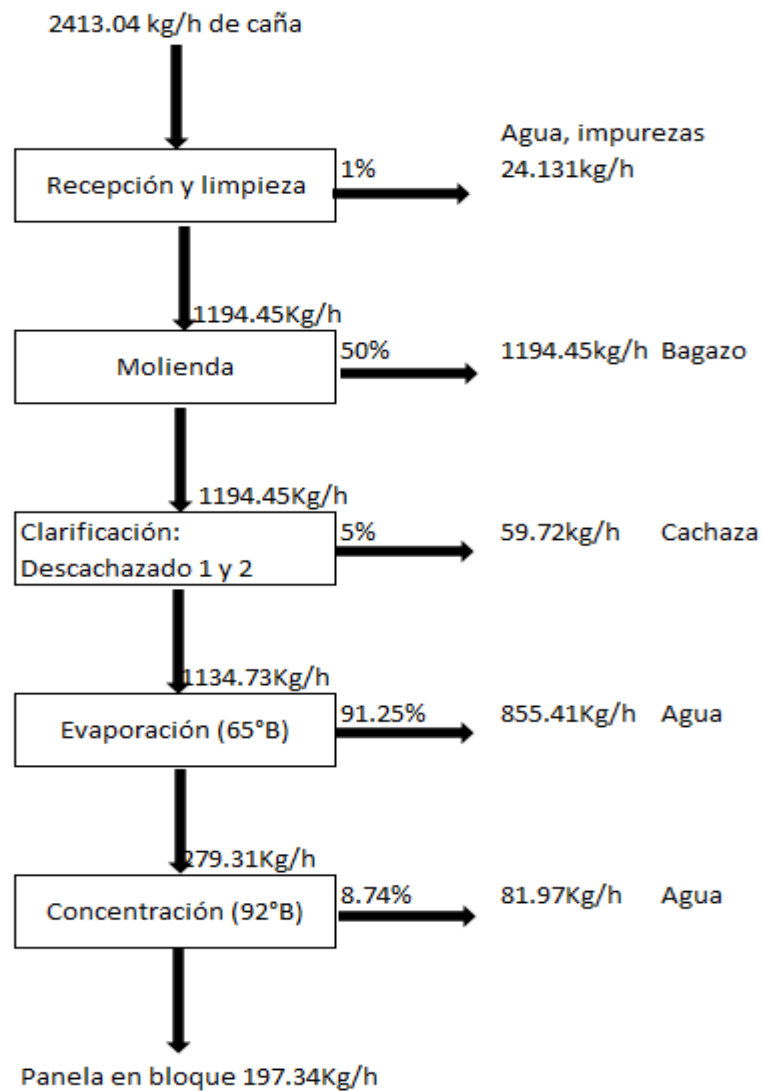 2413.04 kg/h de caña
Agua, impurezas
Recepción y limpieza
1%
24.131kg/h
1194.45Kg/h
Molienda
50%
1194.45kg/h Bagazo
1194.45Kg/h
Clarificación:
Descachazado 1 y 2
5%
59.72kg/h Cachaza
1134.73Kg/h
Evaporación (65°B)
91.25%
855.41Kg/h Agua
279.31Kg/h
Concentración (92°B)
8.74%
81.97Kg/h Agua
Panela en bloque 197.34Kg/h